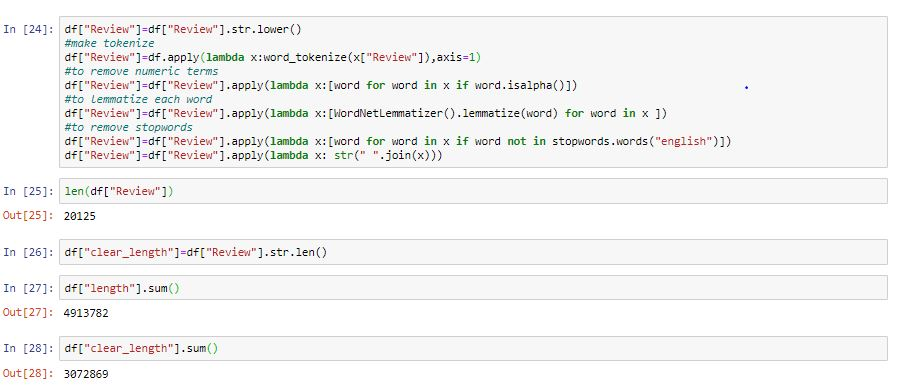 In [24]: df["Review"]=df["Review"].str.lower()
#make tokenize
df["Review"]=df.apply(lambda x:word_tokenize(x["Review"]),axis=1)
#to remove numeric terms
df["Review"]=df["Review"].apply(lambda x:[word for word in x if word.isalpha()])
#to lemmatize each word
df["Review"]=df["Review"].apply(lambda x:[WordNetLemmatizer().lemmatize(word) for word in x ])
#to remove stopwords
df["Review"]=df["Review"].apply(lambda x:[word for word in x if word not in stopwords.words("english")])
df["Review"]=df["Review"].apply(lambda x: str(" ".join(x)))
In [25]: len(df["Review"])
Out[25]: 20125
In [26]: df["clear_length"]=df["Review"].str.len()
In [27]: df["length"].sum()
Out[27]: 4913782
In [28]: df["clear_length"].sum()
Out[28]: 3072869